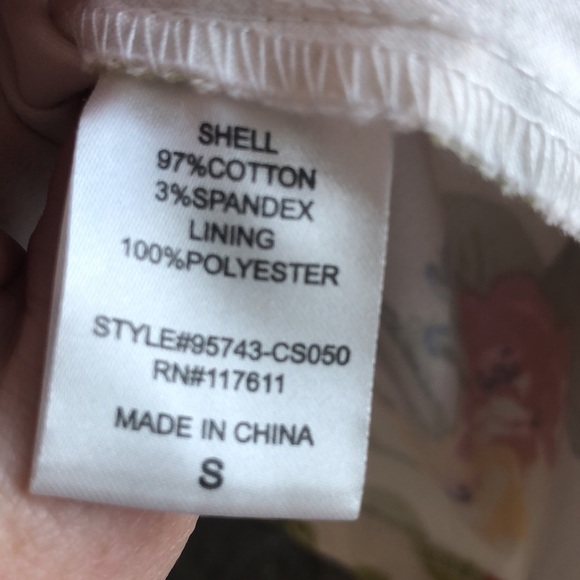 SHELL
97%COTTON
3%SPANDEX
LINING
100%POLYESTER
STYLE#95743-CS050
RN#117611
MADE IN CHINA
S